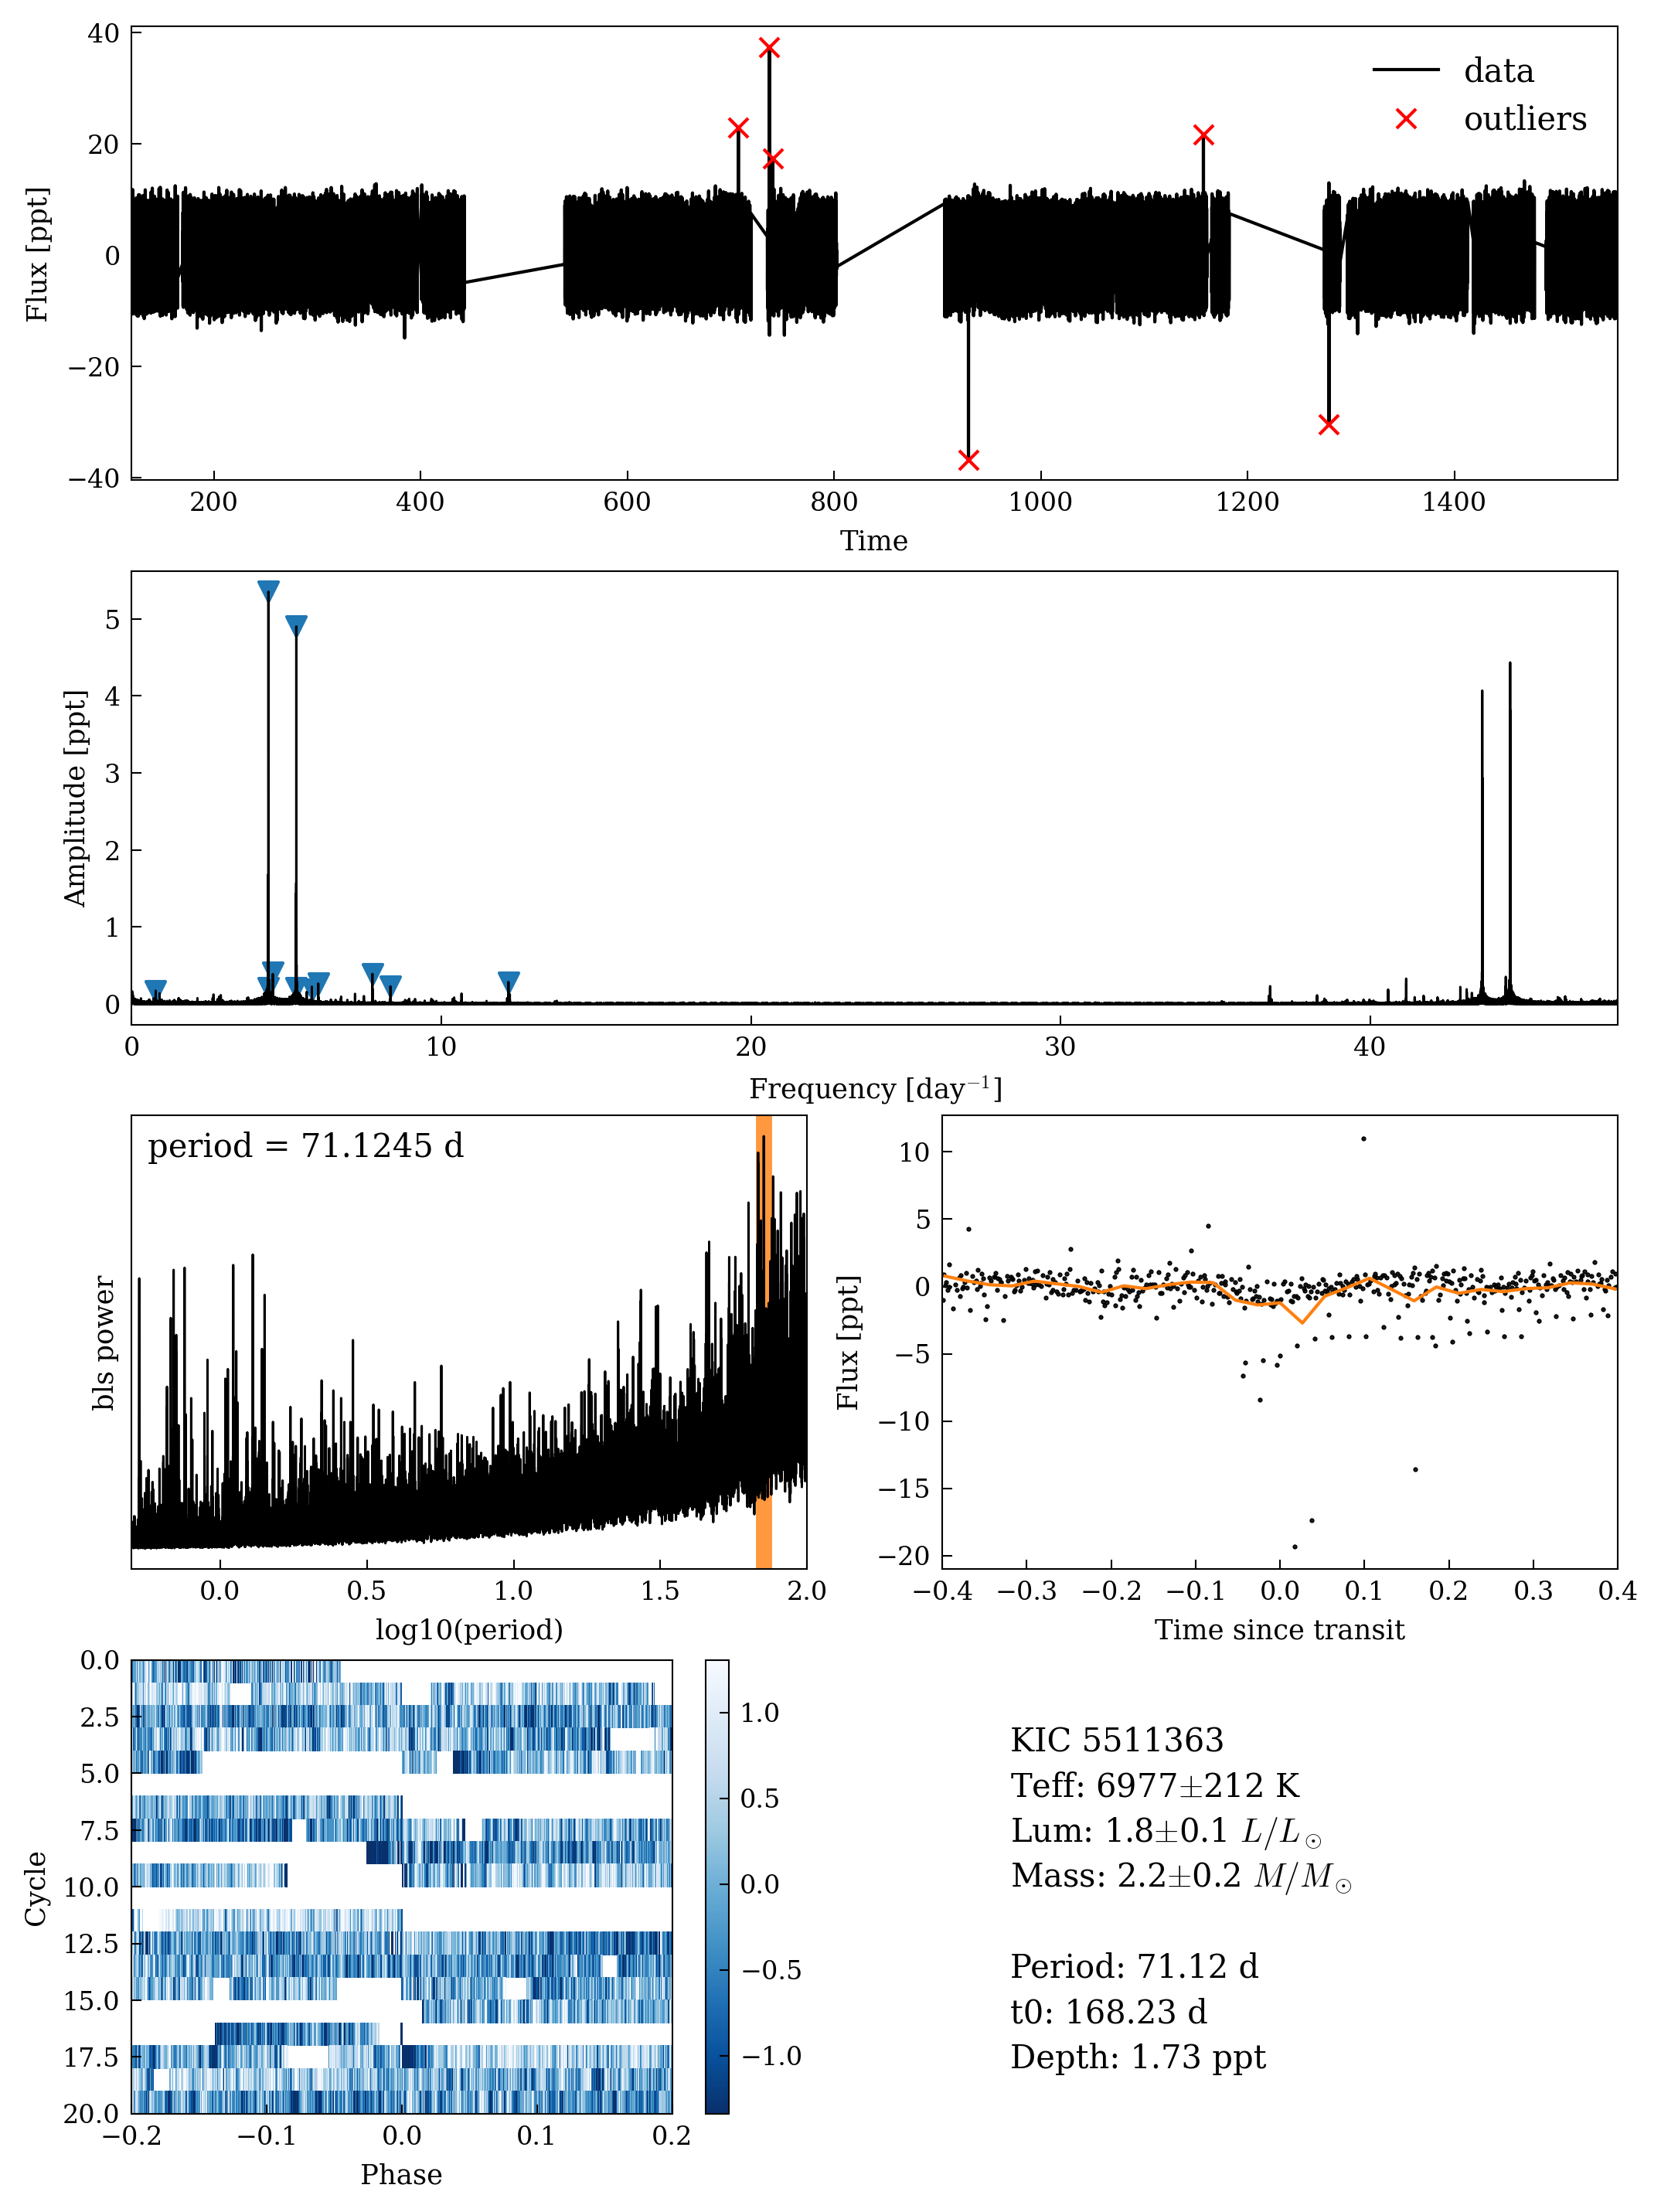 40
20
0
−20
−40
Flux [ppt]
data
outliers
200 400 600 800 1000 1200 1400
Time
5
4
3
2
1
0
Amplitude [ppt]
0 10 20 30 40
Frequency [day⁻¹]
period = 71.1245 d
bls power
0.0 0.5 1.0 1.5 2.0
log10(period)
10
5
0
−5
−10
−15
−20
Flux [ppt]
−0.4 −0.3 −0.2 −0.1 0.0 0.1 0.2 0.3 0.4
Time since transit
0.0
2.5
5.0
7.5
10.0
12.5
15.0
17.5
20.0
Cycle
−0.2 −0.1 0.0 0.1 0.2
Phase
1.0
0.5
0.0
−0.5
−1.0
KIC 5511363
Teff: 6977±212 K
Lum: 1.8±0.1 L/L☉
Mass: 2.2±0.2 M/M☉
Period: 71.12 d
t0: 168.23 d
Depth: 1.73 ppt